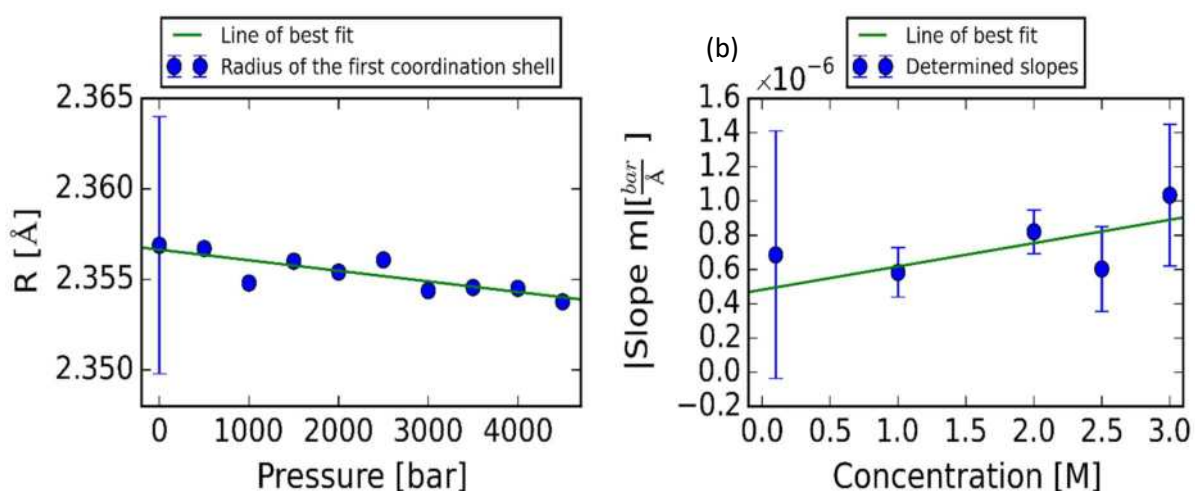 Line of best fit
Radius of the first coordination shell
2.365
2.360
2.355
2.350
R [Å]
0 1000 2000 3000 4000
Pressure [bar]
(b)
Line of best fit
Determined slopes
×10⁻⁶
1.6
1.4
1.2
1.0
0.8
0.6
0.4
0.2
0.0
−0.2
|Slope m|[bar/Å]
0.0 0.5 1.0 1.5 2.0 2.5 3.0
Concentration [M]